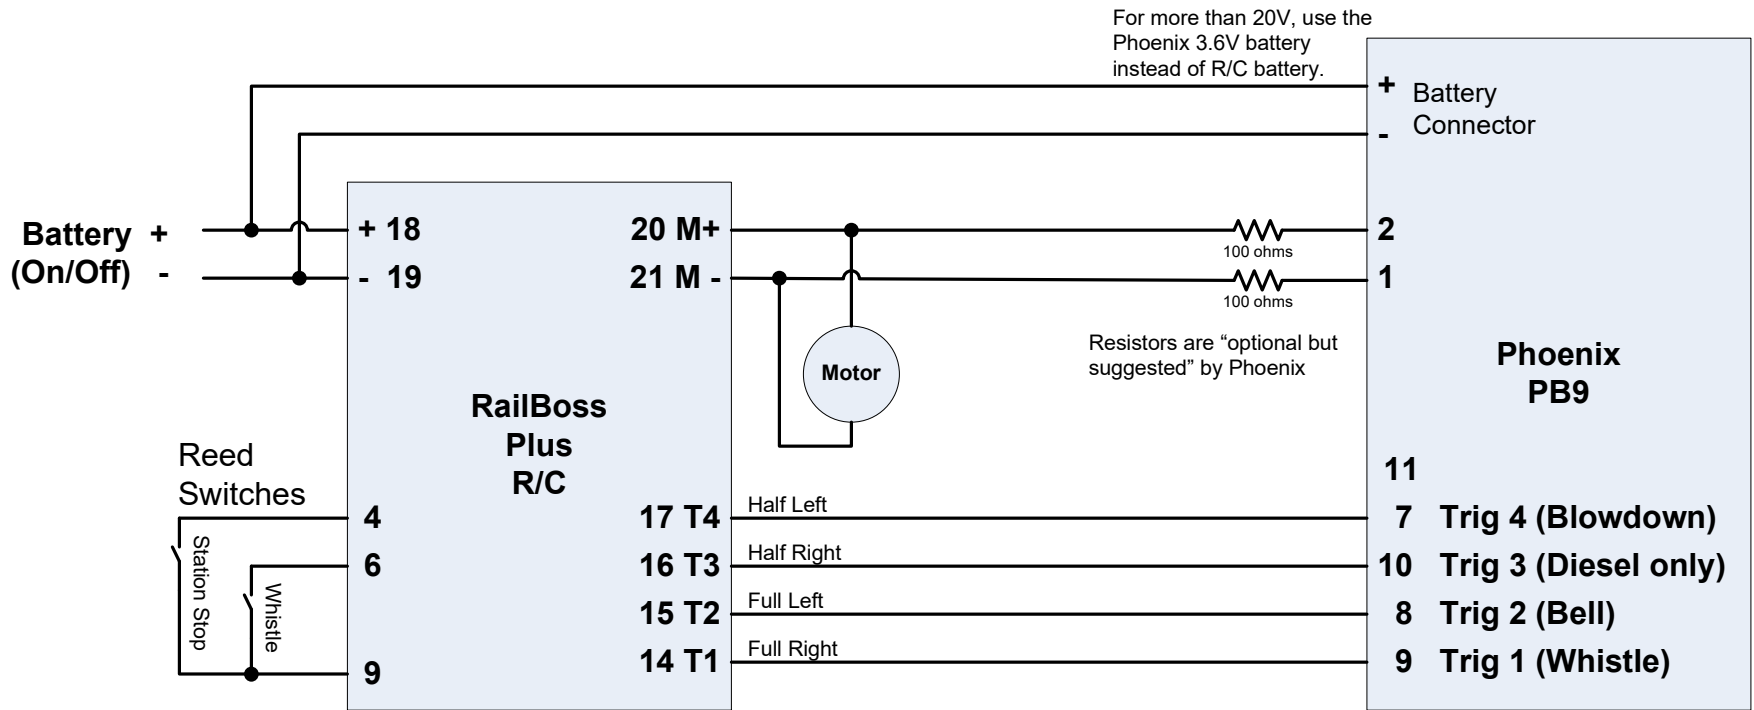 For more than 20V, use the
Phoenix 3.6V battery
instead of R/C battery.
+ Battery
- Connector
Battery +
(On/Off) -
+ 18
- 19
20 M+
21 M -
100 ohms
100 ohms
2
1
Resistors are “optional but
suggested” by Phoenix
Motor
Phoenix
PB9
RailBoss
Plus
R/C
Reed
Switches
Station Stop
Whistle
4
6
9
17 T4
16 T3
15 T2
14 T1
Half Left
Half Right
Full Left
Full Right
11
7 Trig 4 (Blowdown)
10 Trig 3 (Diesel only)
8 Trig 2 (Bell)
9 Trig 1 (Whistle)